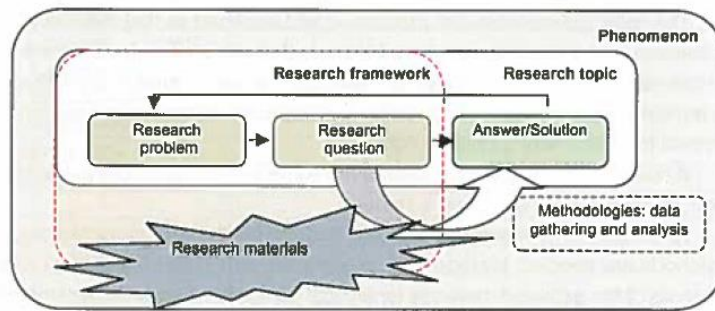 Phenomenon
Research framework
Research topic
Research
problem
Research
question
Answer/Solution
Methodologies: data
gathering and analysis
Research materials